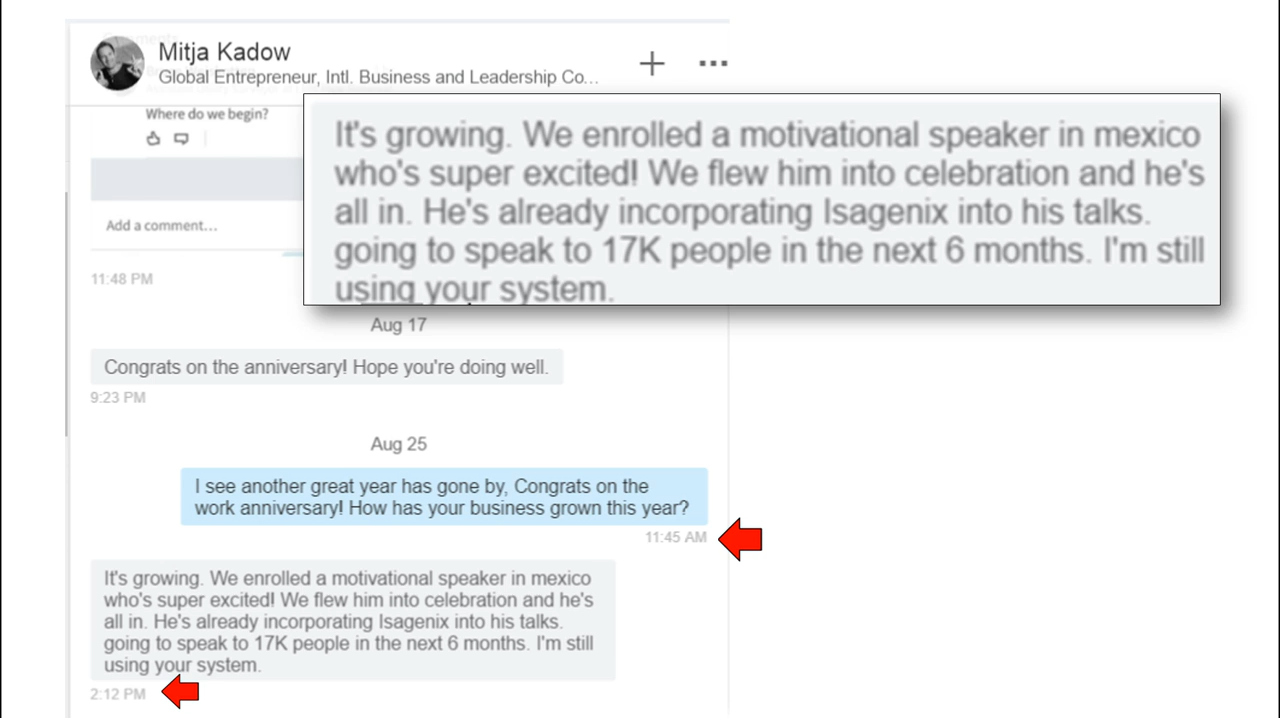 Mitja Kadow
Global Entrepreneur, Intl. Business and Leadership Co...
Where do we begin?
Add a comment...
11:48 PM
It's growing. We enrolled a motivational speaker in mexico
who's super excited! We flew him into celebration and he's
all in. He's already incorporating Isagenix into his talks.
going to speak to 17K people in the next 6 months. I'm still
using your system.
Aug 17
Congrats on the anniversary! Hope you're doing well.
9:23 PM
Aug 25
I see another great year has gone by, Congrats on the
work anniversary! How has your business grown this year?
11:45 AM
It's growing. We enrolled a motivational speaker in mexico
who's super excited! We flew him into celebration and he's
all in. He's already incorporating Isagenix into his talks.
going to speak to 17K people in the next 6 months. I'm still
using your system.
2:12 PM